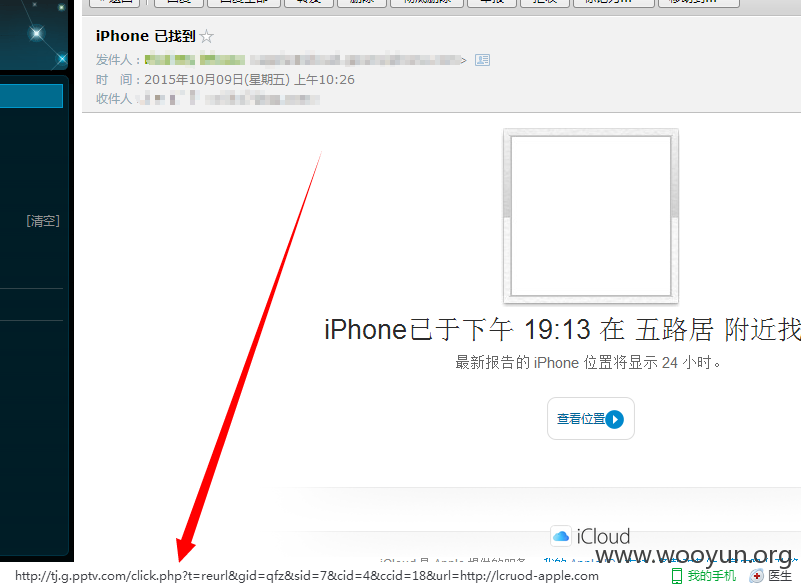 iPhone 已找到
发件人：
时 间：2015年10月09日(星期五) 上午10:26
收件人：
[清空]
iPhone已于下午 19:13 在 五路居 附近找
最新报告的 iPhone 位置将显示 24 小时。
查看位置
iCloud
www.wooyun.org
http://tj.g.pptv.com/click.php?t=reurl&gid=qfz&sid=7&cid=4&ccid=18&url=http://lcruod-apple.com
我的手机
医生